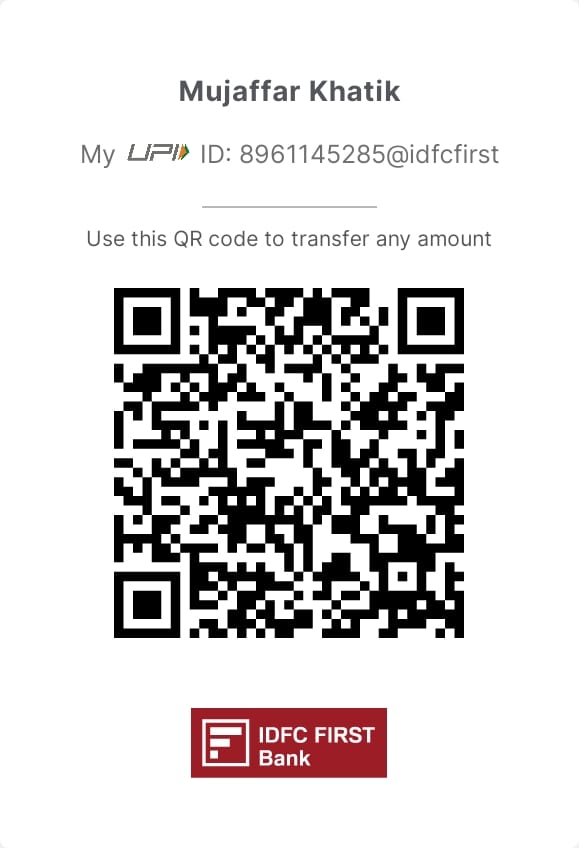 Mujaffar Khatik
My UPI ID: 8961145285@idfcfirst
Use this QR code to transfer any amount
IDFC FIRST
Bank